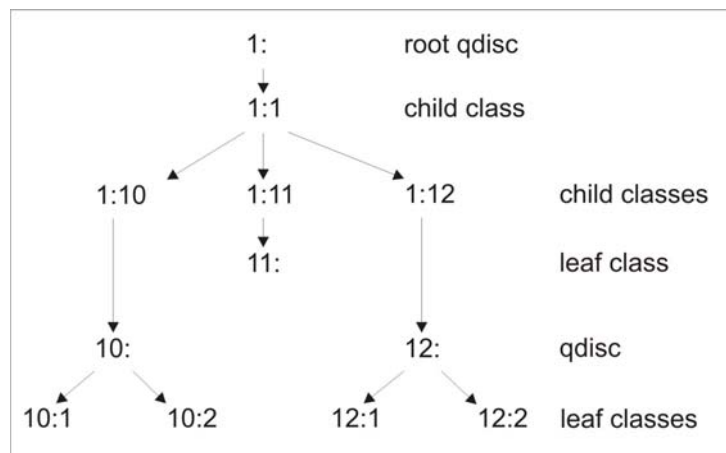 1: root qdisc
1:1 child class
1:10 1:11 1:12 child classes
11: leaf class
10: 12: qdisc
10:1 10:2 12:1 12:2 leaf classes